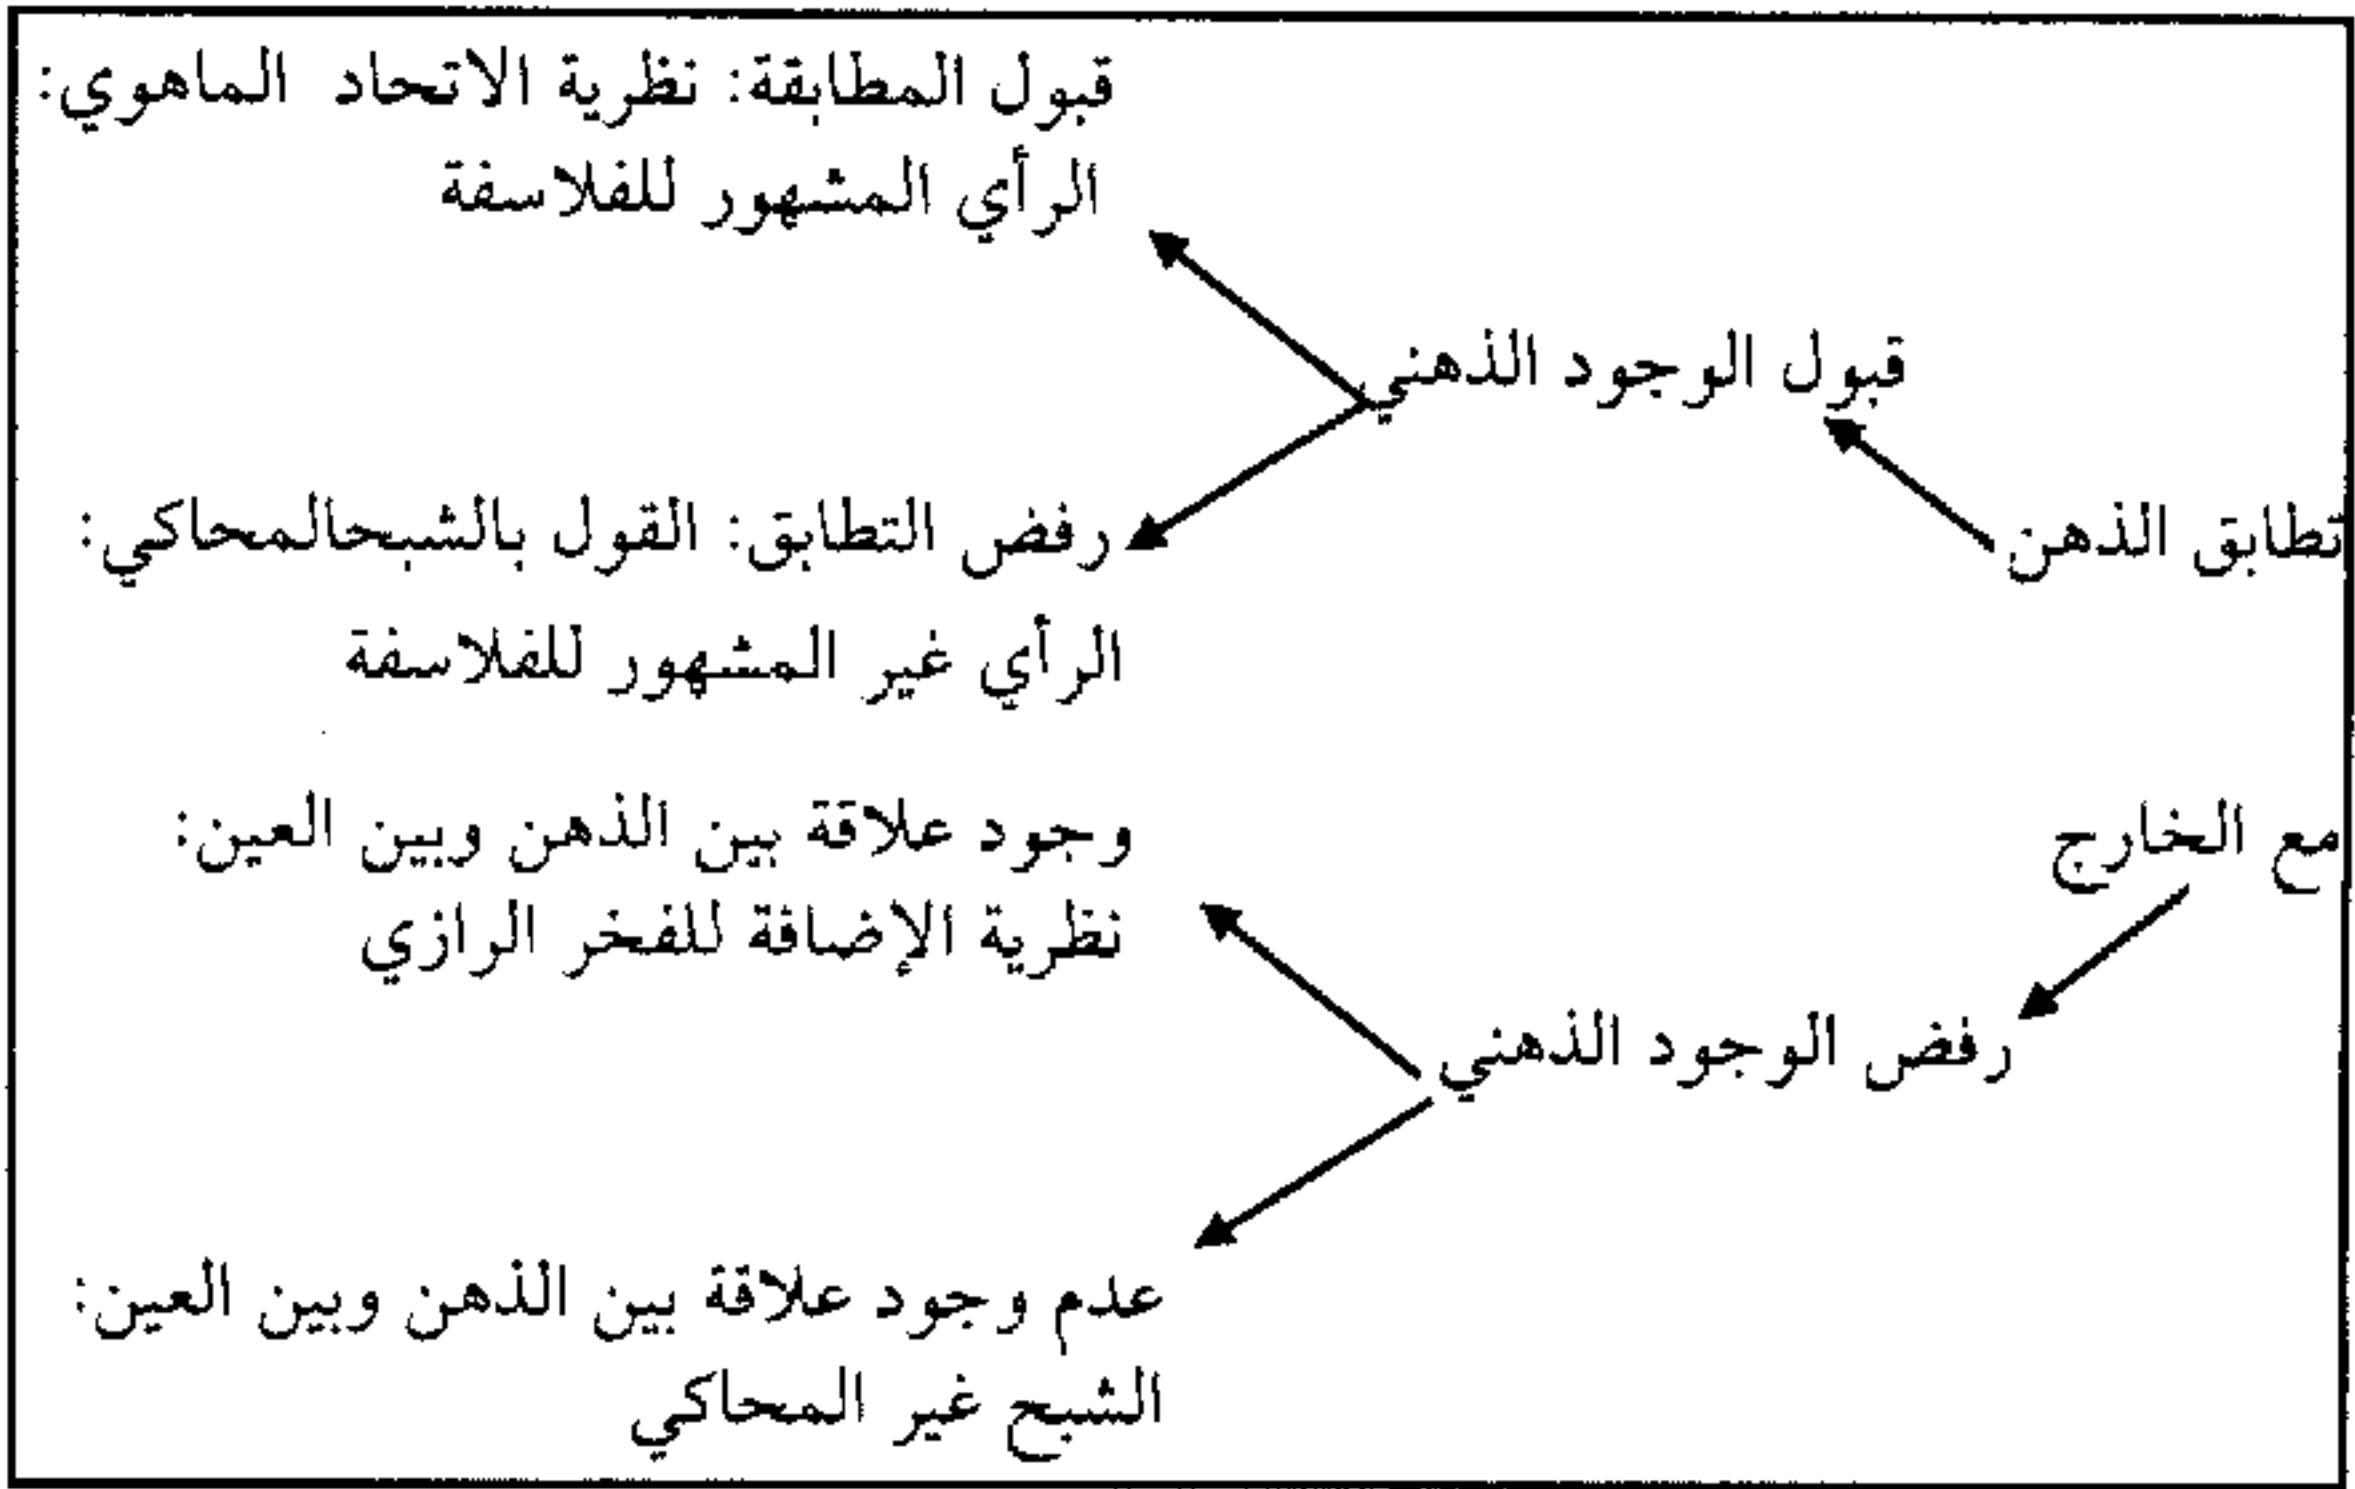 تطابق الذهن
مع الخارج
قبول الوجود الذهني
قبول المطابقة: نظرية الاتحاد الماهوي:
الرأي المشهور للفلاسفة
رفض التطابق: القول بالشبحالمحاكي:
الرأي غير المشهور للفلاسفة
رفض الوجود الذهني
وجود علاقة بين الذهن وبين العين:
نظرية الإضافة للفخر الرازي
عدم وجود علاقة بين الذهن وبين العين:
الشبح غير المحاكي